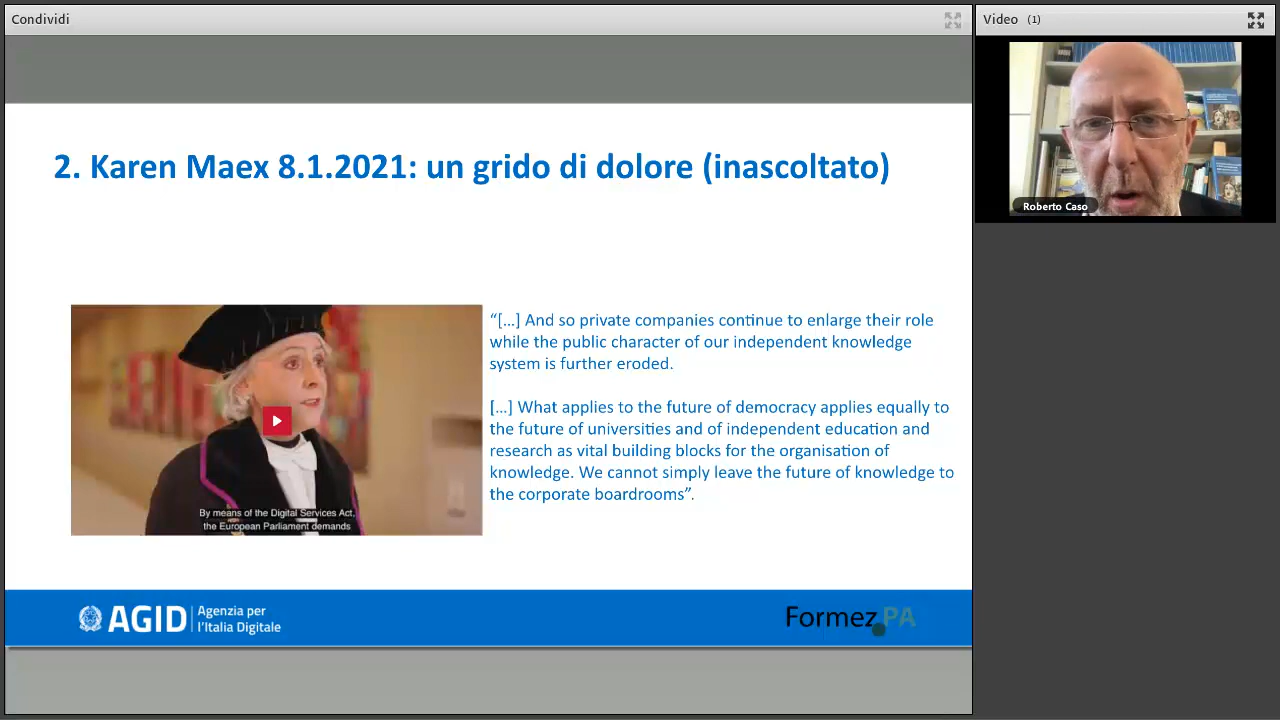 Condividi
Video (1)
2. Karen Maex 8.1.2021: un grido di dolore (inascoltato)
Roberto Caso
“[...] And so private companies continue to enlarge their role
while the public character of our independent knowledge
system is further eroded.
[...] What applies to the future of democracy applies equally to
the future of universities and of independent education and
research as vital building blocks for the organisation of
knowledge. We cannot simply leave the future of knowledge to
the corporate boardrooms”.
By means of the Digital Services Act,
the European Parliament demands
AGID
Agenzia per
l'Italia Digitale
Formez PA